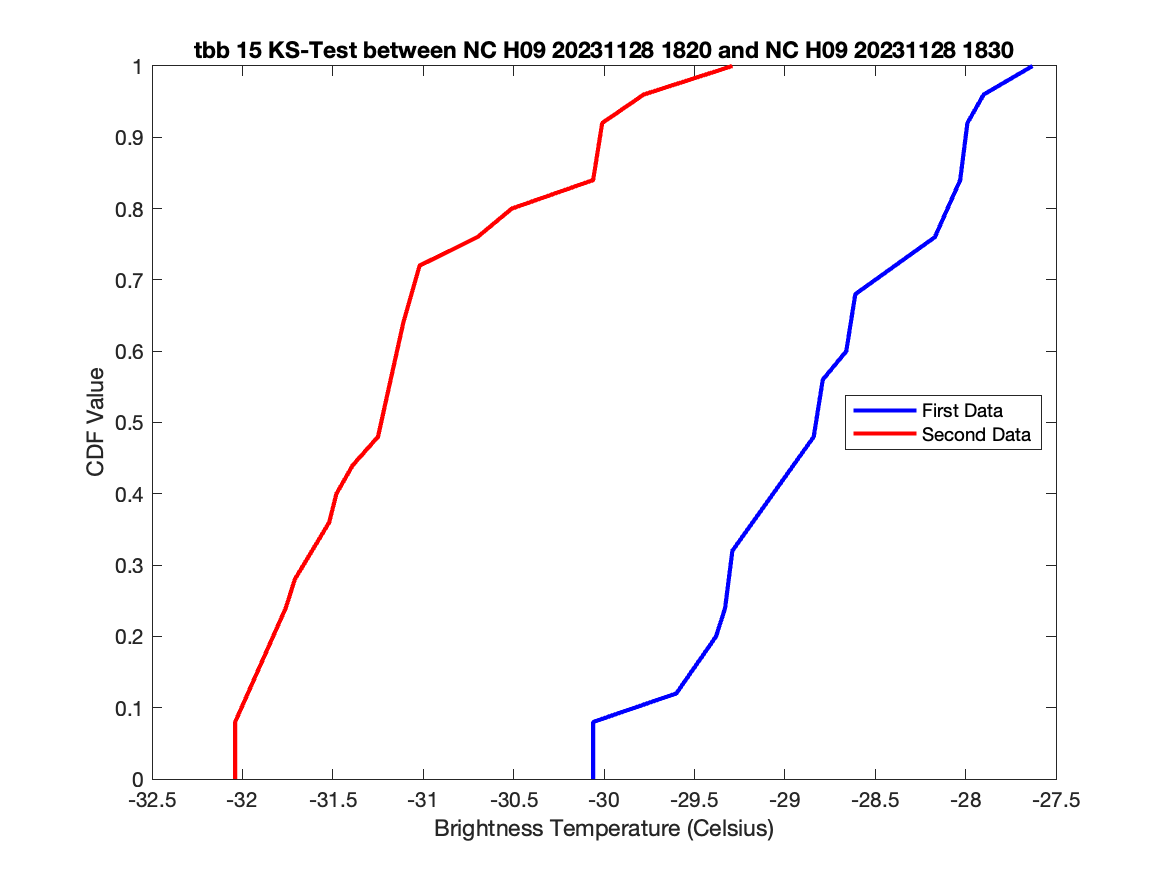 tbb 15 KS-Test between NC H09 20231128 1820 and NC H09 20231128 1830
1
0.9
0.8
0.7
0.6
0.5
0.4
0.3
0.2
0.1
0
CDF Value
First Data
Second Data
-32.5 -32 -31.5 -31 -30.5 -30 -29.5 -29 -28.5 -28 -27.5
Brightness Temperature (Celsius)